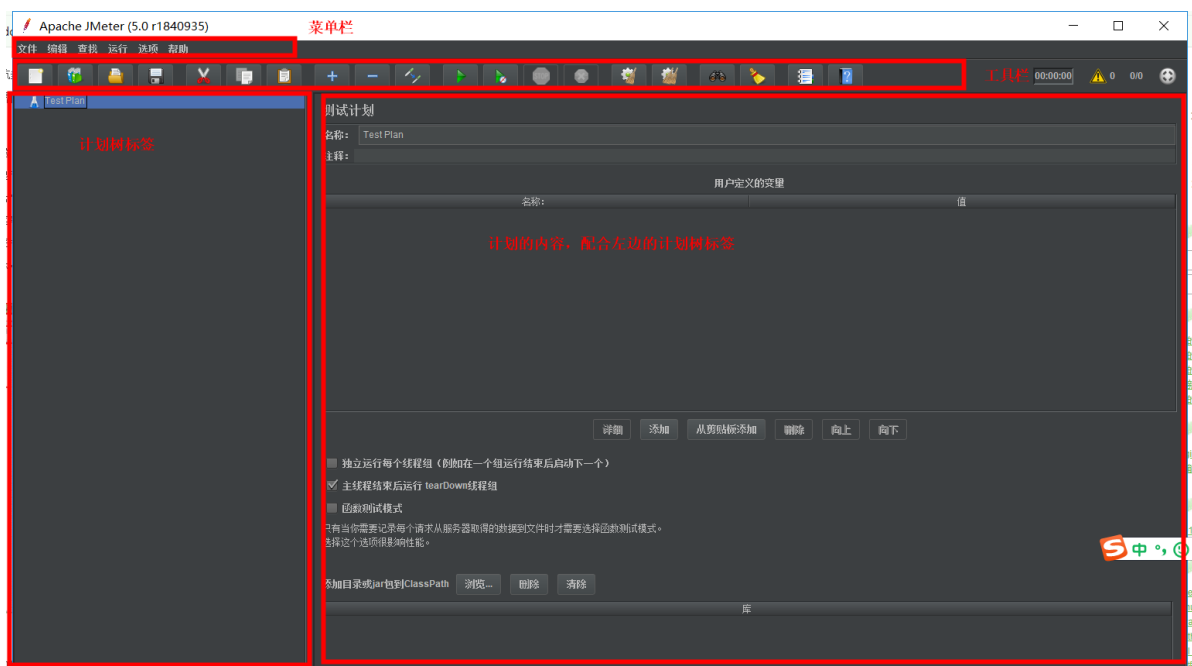 Apache JMeter (5.0 r1840935)
菜单栏
文件 编辑 查找 运行 选项 帮助
工具栏 00:00:00 0 0/0
Test Plan
计划树标签
测试计划
名称： Test Plan
注释：
用户定义的变量
名称： 值
计划的内容，配合左边的计划树标签
详细 添加 从剪贴板添加 删除 向上 向下
独立运行每个线程组（例如在一个组运行结束后启动下一个）
主线程结束后运行 tearDown线程组
函数测试模式
只有当你需要记录每个请求从服务器取得的数据到文件时才需要选择函数测试模式。
选择这个选项很影响性能。
中
添加目录或jar包到ClassPath 浏览... 删除 清除
库